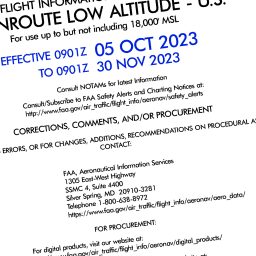 FLIGHT INFORMATION
ENROUTE LOW ALTITUDE - U.S.
For use up to but not including 18,000 MSL
EFFECTIVE 0901Z 05 OCT 2023
TO 0901Z 30 NOV 2023
Consult NOTAMs for latest Information
Consult/Subscribe to FAA Safety Alerts and Charting Notices at:
http://www.faa.gov/air_traffic/flight_info/aeronav/safety_alerts
CORRECTIONS, COMMENTS, AND/OR PROCUREMENT
ERRORS, OR FOR CHANGES, ADDITIONS, RECOMMENDATIONS ON PROCEDURAL
CONTACT:
FAA, Aeronautical Information Services
1305 East-West Highway
SSMC 4, Suite 4400
Silver Spring, MD 20910-3281
Telephone 1-800-638-8972
https://www.faa.gov/air_traffic/flight_info/aeronav/aero_data/
FOR PROCUREMENT:
For digital products, visit our website at:
http://www.faa.gov/air_traffic/flight_info/aeronav/digital_products/